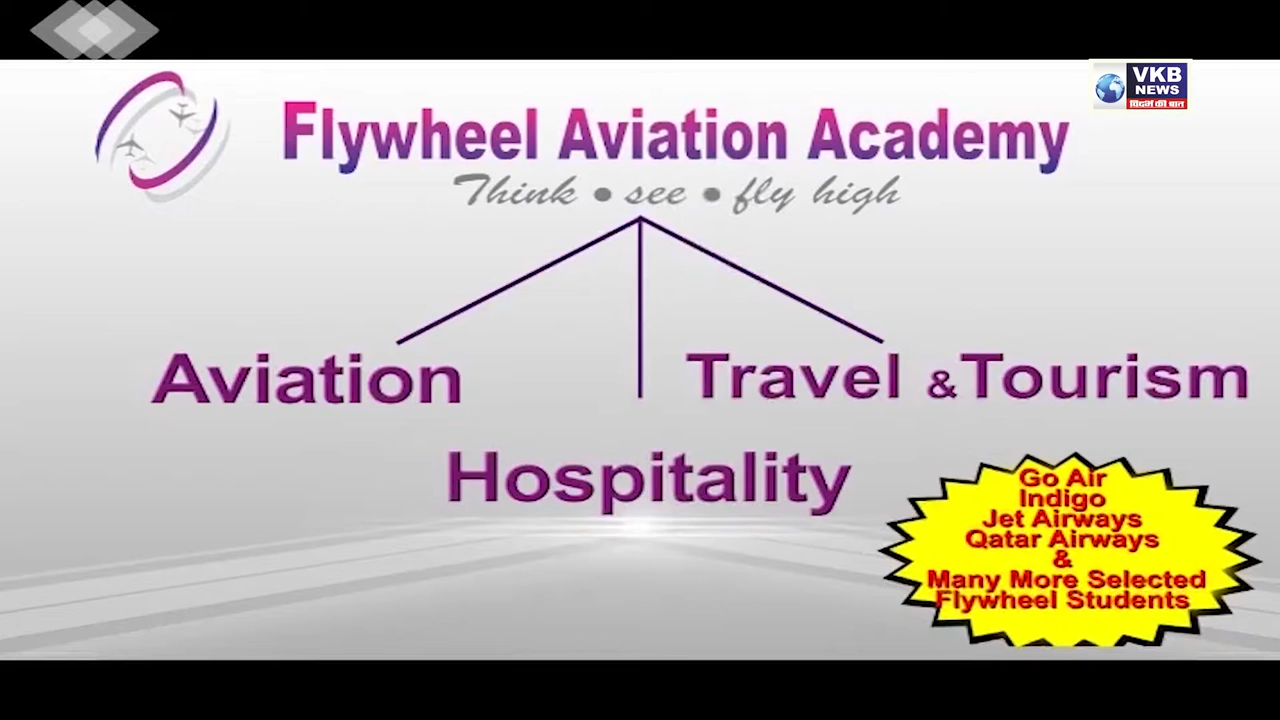 VKB
NEWS
विदर्भ की बात
Flywheel Aviation Academy
Think • see • fly high
Aviation
Travel & Tourism
Hospitality
Go Air
Indigo
Jet Airways
Qatar Airways
&
Many More Selected
Flywheel Students